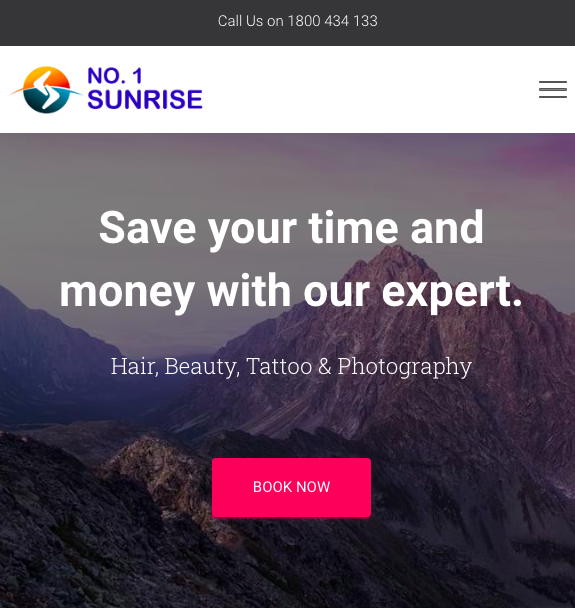 Call Us on 1800 434 133
NO. 1
SUNRISE
Save your time and
money with our expert.
Hair, Beauty, Tattoo & Photography
BOOK NOW